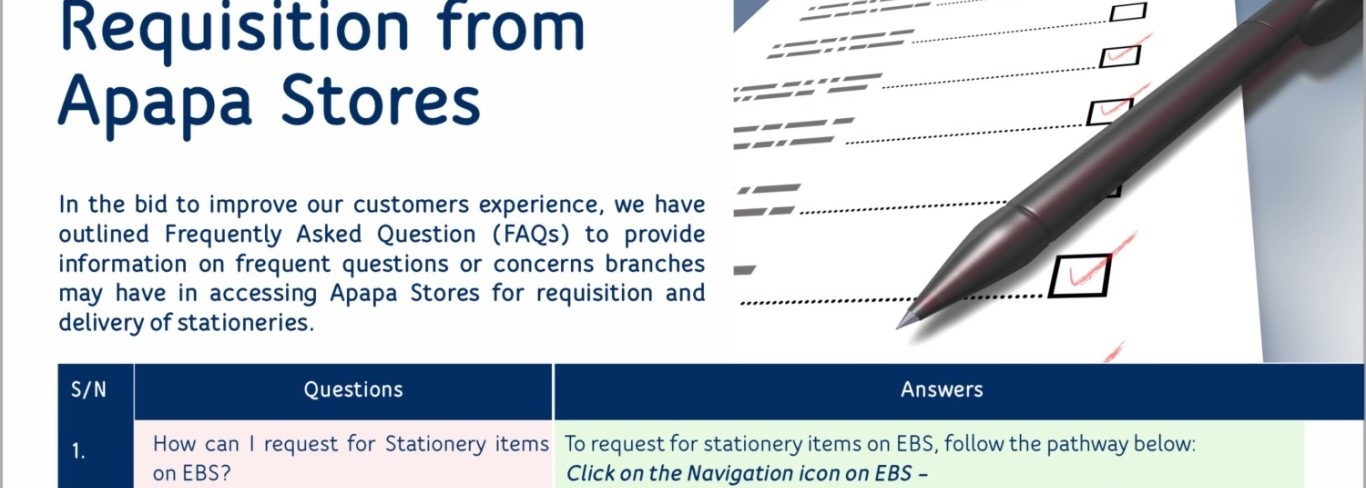 Requisition from
Apapa Stores
In the bid to improve our customers experience, we have
outlined Frequently Asked Question (FAQs) to provide
information on frequent questions or concerns branches
may have in accessing Apapa Stores for requisition and
delivery of stationeries.
S/N Questions Answers
1. How can I request for Stationery items
on EBS?
To request for stationery items on EBS, follow the pathway below:
Click on the Navigation icon on EBS –